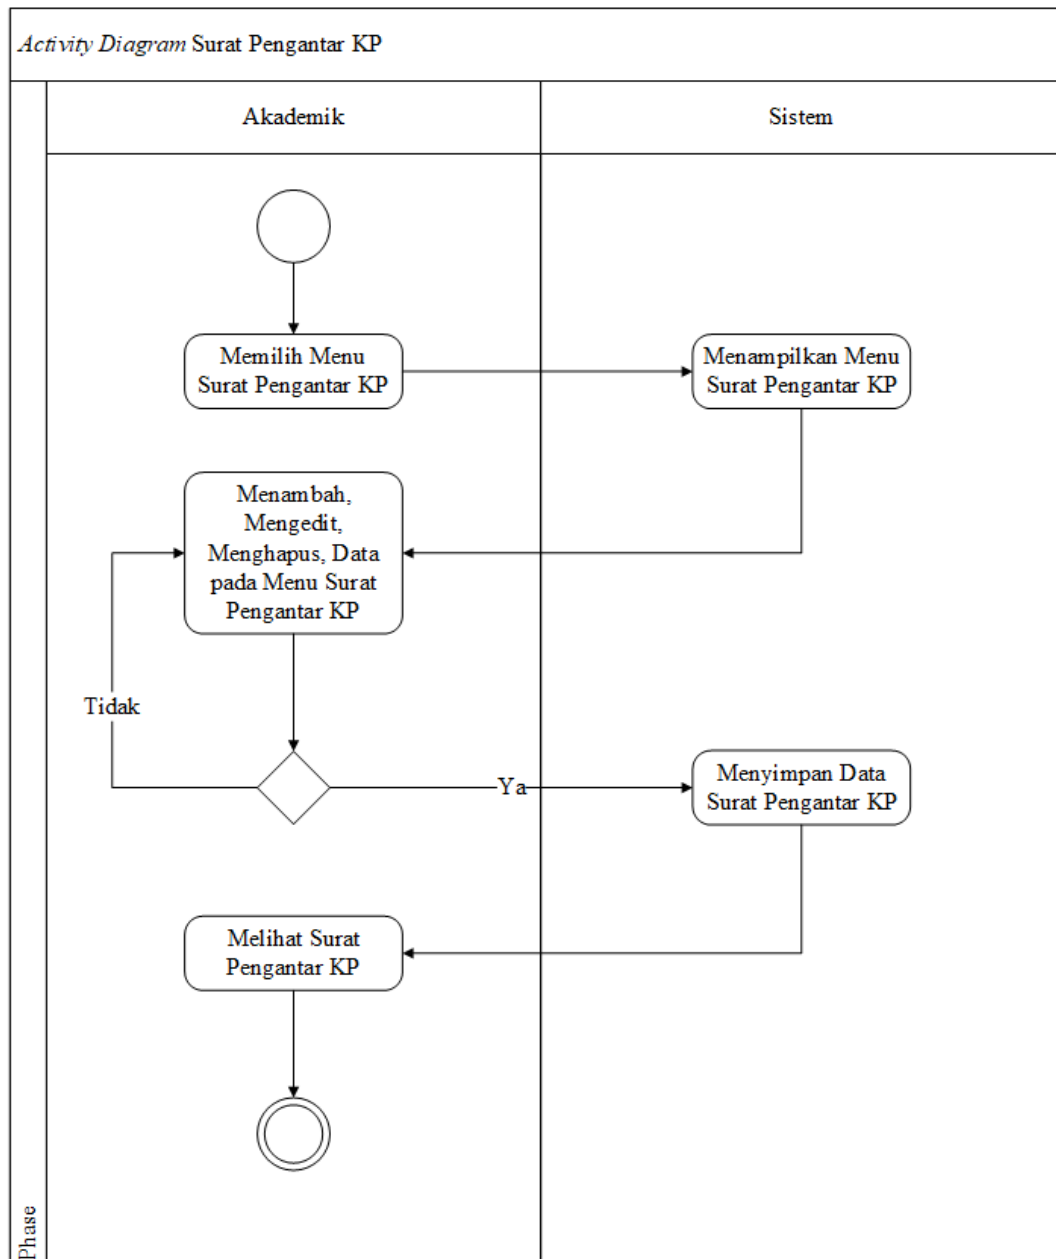 Activity Diagram Surat Pengantar KP
Akademik
Sistem
Memilih Menu
Surat Pengantar KP
Menampilkan Menu
Surat Pengantar KP
Menambah,
Mengedit,
Menghapus, Data
pada Menu Surat
Pengantar KP
Tidak
Ya
Menyimpan Data
Surat Pengantar KP
Melihat Surat
Pengantar KP
Phase